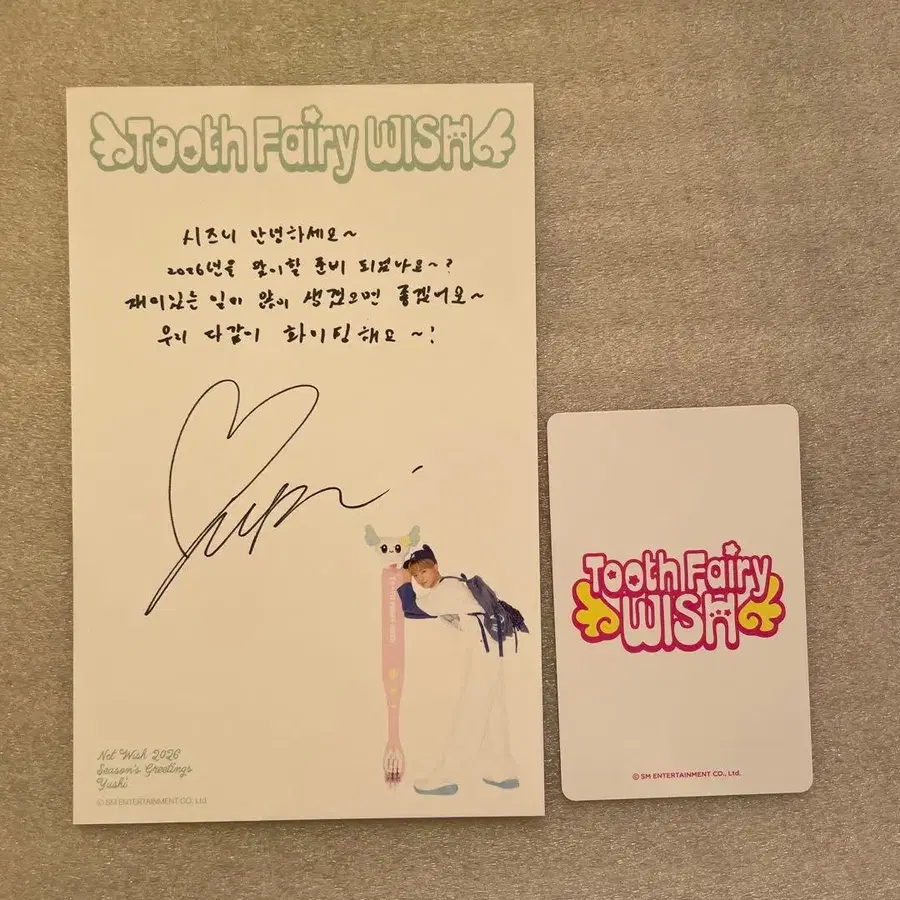 Tooth Fairy WISH
시즈니 안녕하세요~
2026년을 맞이할 준비 되었나요~?
재미있는 일이 많이 생겼으면 좋겠어요~
우리 다같이 화이팅해요~!
Nct Wish 2026
Season's Greetings
Yushi
© SM ENTERTAINMENT CO., Ltd.
Tooth Fairy
WISH
© SM ENTERTAINMENT CO., Ltd.